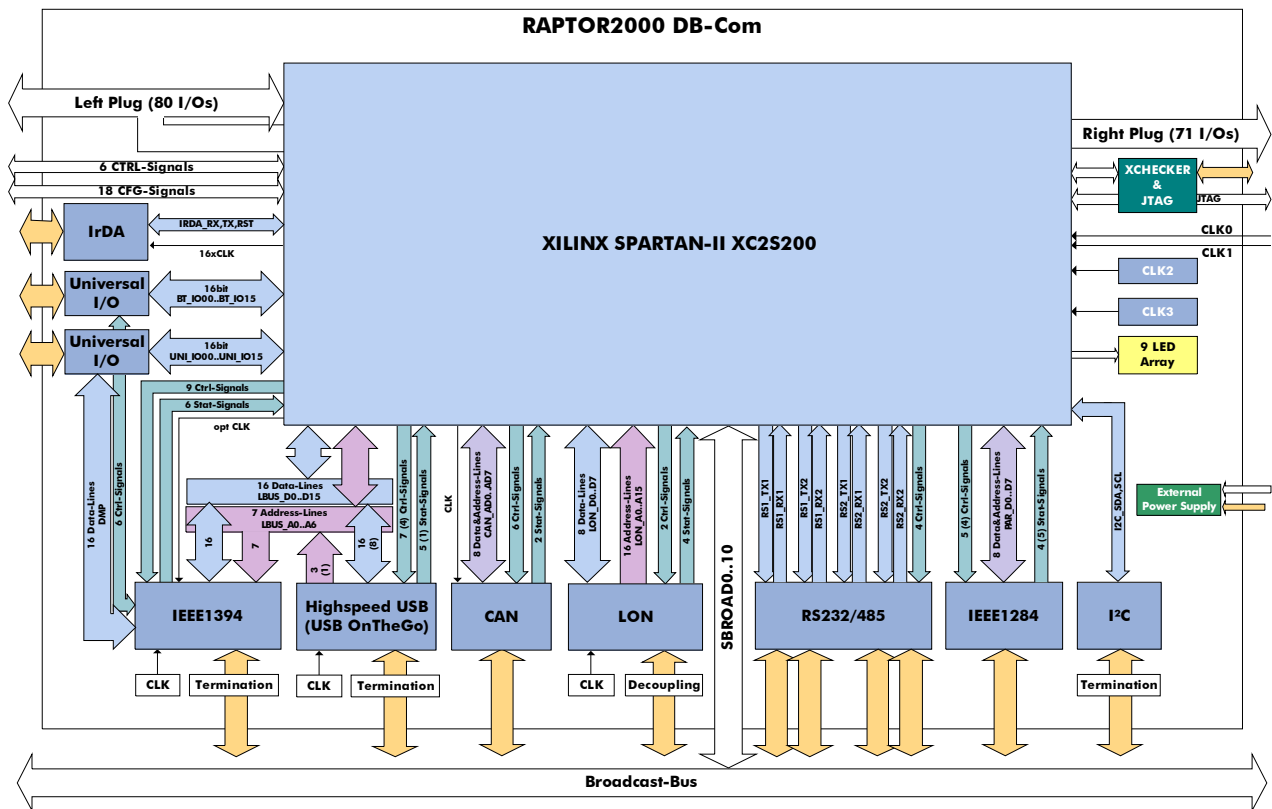 RAPTOR2000 DB-Com
Left Plug (80 I/Os)
Right Plug (71 I/Os)
6 CTRL-Signals
18 CFG-Signals
XCHECKER
&
JTAG
JTAG
IrDA
IRDA_RX,TX,RST
16xCLK
XILINX SPARTAN-II XC2S200
CLK0
CLK1
CLK2
CLK3
Universal
I/O
16bit
BT_IO00..BT_IO15
Universal
I/O
16bit
UNI_IO00..UNI_IO15
9 LED
Array
9 Ctrl-Signals
6 Stat-Signals
opt CLK
16 Data-Lines
DMP
6 Ctrl-Signals
16 Data-Lines
LBUS_D0..D15
7 Address-Lines
LBUS_A0..A6
16
7
3
(1)
16
(8)
7 (4) Ctrl-Signals
5 (1) Stat-Signals
CLK
8 Data&Address-Lines
CAN_AD0..AD7
6 Ctrl-Signals
2 Stat-Signals
8 Data-Lines
LON_D0..D7
16 Address-Lines
LON_A0..A15
2 Ctrl-Signals
4 Stat-Signals
SBROAD0..10
RS1_TX1
RS1_RX1
RS1_TX2
RS1_RX2
RS2_TX1
RS2_RX1
RS2_TX2
RS2_RX2
4 Ctrl-Signals
5 (4) Ctrl-Signals
8 Data&Address-Lines
PAR_D0..D7
4 (5) Stat-Signals
I2C_SDA,SCL
External
Power Supply
IEEE1394
Highspeed USB
(USB OnTheGo)
CAN
LON
RS232/485
IEEE1284
I²C
CLK
Termination
CLK
Termination
CLK
Decoupling
Termination
Broadcast-Bus